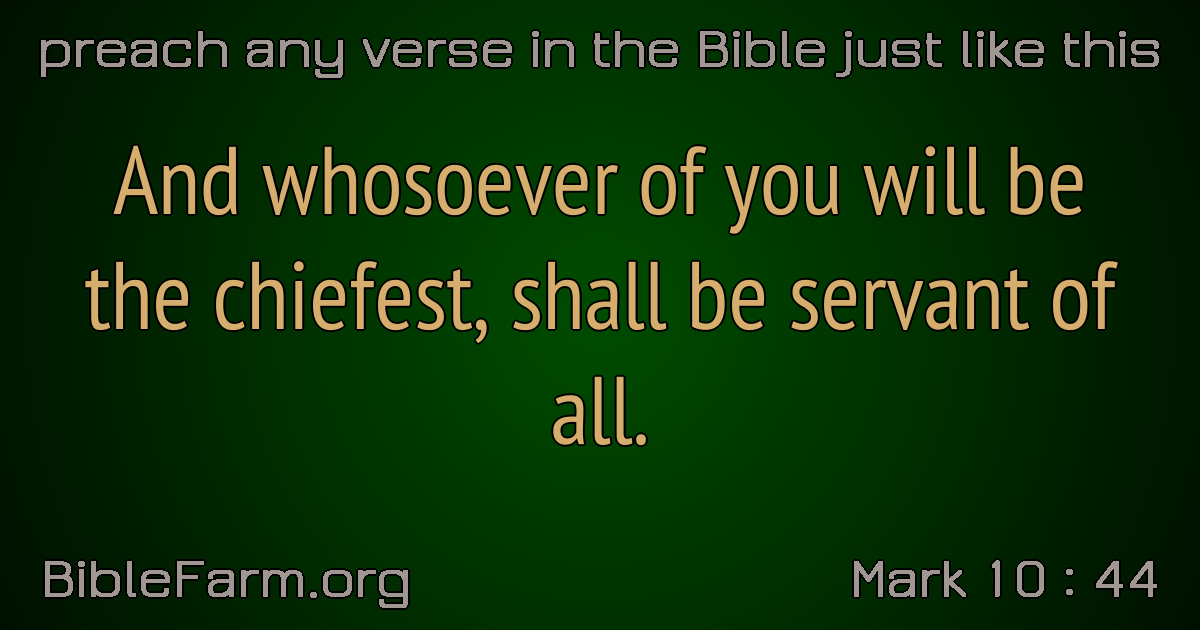 preach any verse in the Bible just like this
And whosoever of you will be
the chiefest, shall be servant of
all.
BibleFarm.org
Mark 10 : 44